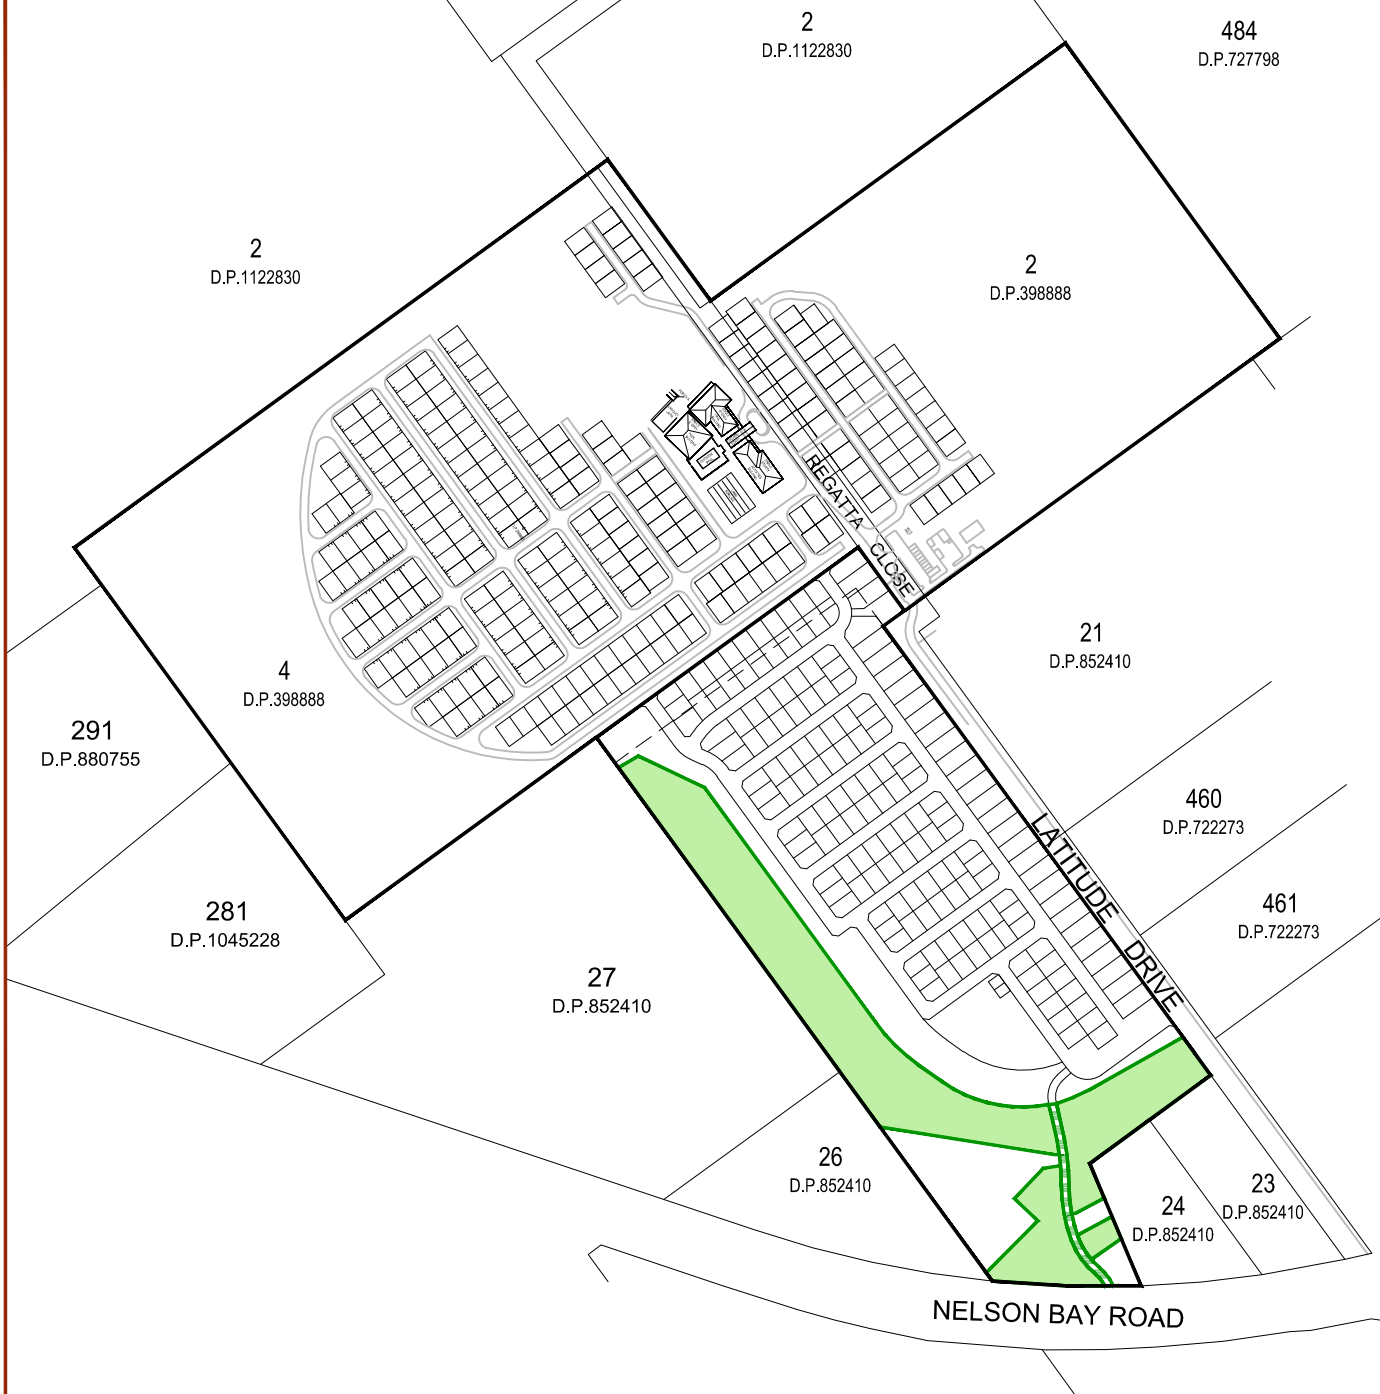 2
D.P.1122830
484
D.P.727798
2
D.P.1122830
2
D.P.398888
REGATTA CLOSE
21
D.P.852410
4
D.P.398888
291
D.P.880755
460
D.P.722273
LATITUDE DRIVE
281
D.P.1045228
461
D.P.722273
27
D.P.852410
26
D.P.852410
23
D.P.852410
24
D.P.852410
NELSON BAY ROAD